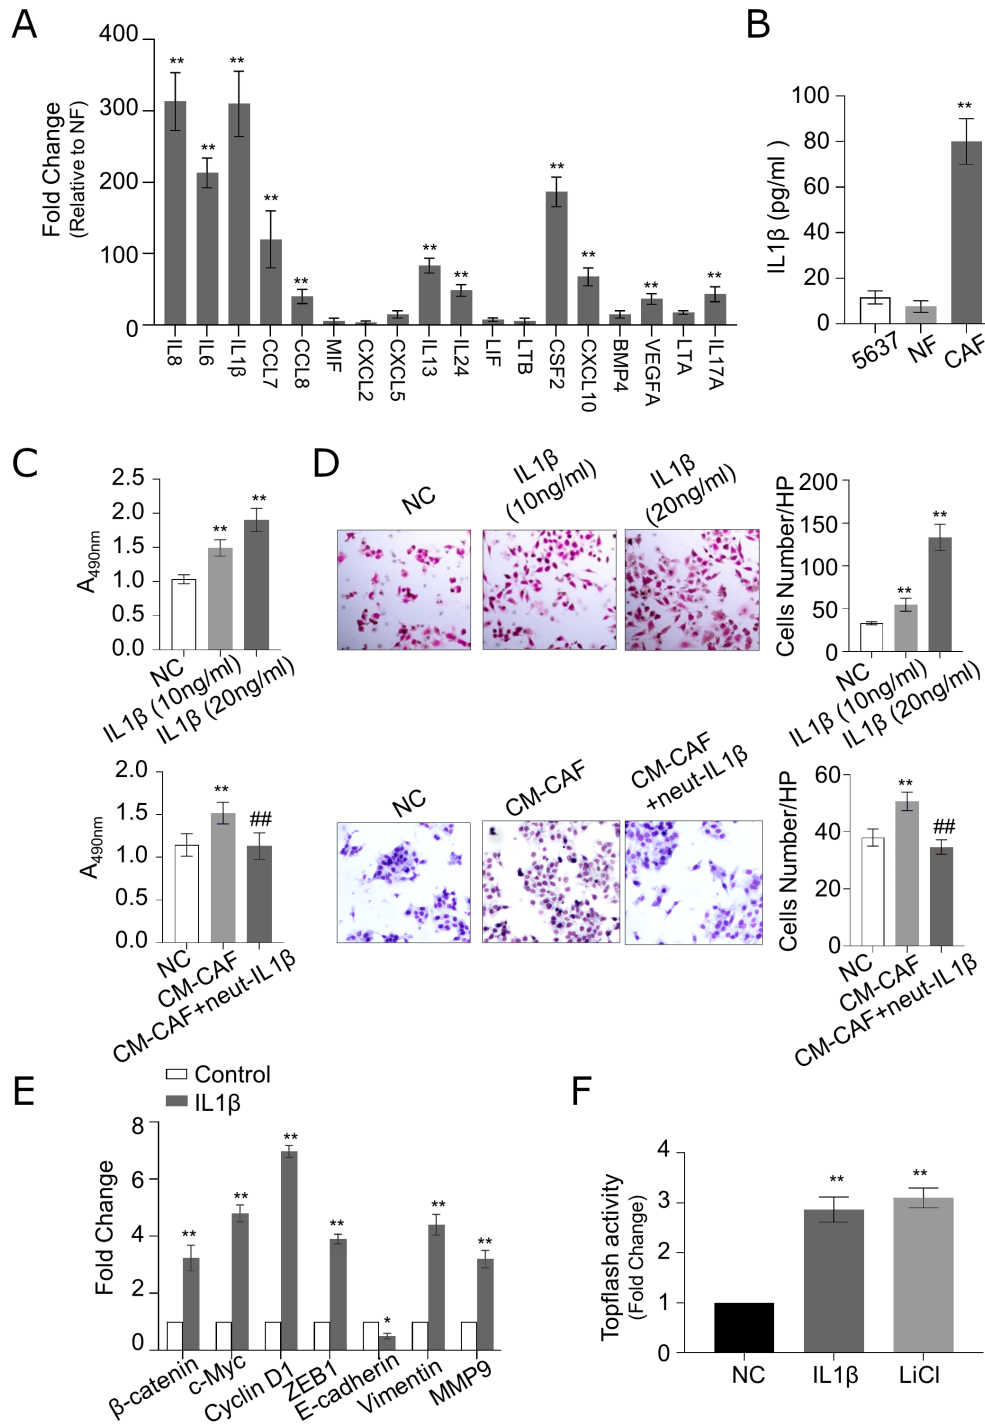 A
400
300
200
100
0
Fold Change
(Relative to NF)
**
**
**
**
**
**
**
**
**
**
**
IL8
IL6
IL1β
CCL7
CCL8
MIF
CXCL2
CXCL5
IL13
IL24
LIF
LTB
CSF2
CXCL10
BMP4
VEGFA
LTA
IL17A
B
100
80
60
40
20
0
IL1β (pg/ml )
**
5637
NF
CAF
C
2.5
2.0
1.5
1.0
0.5
0.0
A490nm
**
**
NC
IL1β (10ng/ml)
IL1β (20ng/ml)
2.0
1.5
1.0
0.5
0.0
A490nm
**
##
NC
CM-CAF
CM-CAF+neut-IL1β
D
NC
IL1β
(10ng/ml)
IL1β
(20ng/ml)
200
150
100
50
0
Cells Number/HP
**
**
NC
IL1β (10ng/ml)
IL1β (20ng/ml)
NC
CM-CAF
CM-CAF
+neut-IL1β
60
40
20
0
Cells Number/HP
**
##
NC
CM-CAF
CM-CAF+neut-IL1β
E
Control
IL1β
8
6
4
2
0
Fold Change
**
**
**
**
*
**
**
β-catenin
c-Myc
Cyclin D1
ZEB1
E-cadherin
Vimentin
MMP9
F
4
3
2
1
0
Topflash activity
(Fold Change)
**
**
NC
IL1β
LiCl